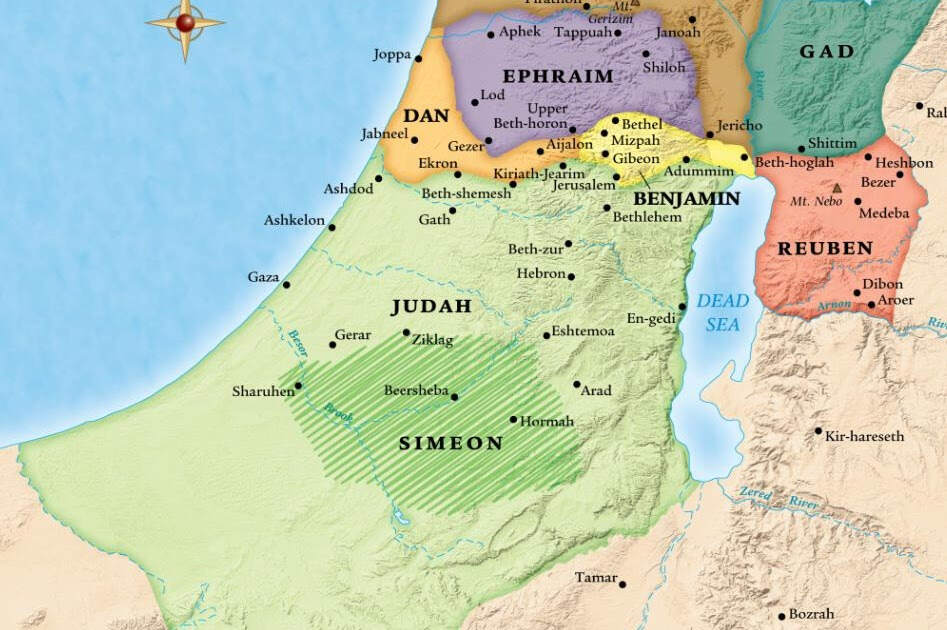 Mt.
Gerizim
Aphek
Tappuah
Janoah
GAD
Joppa
Shiloh
EPHRAIM
River
Lod
Upper
Beth-horon
DAN
Bethel
Jericho
Jabneel
Mizpah
Gezer
Aijalon
Gibeon
Shittim
Ekron
Kiriath-Jearim
Adummim
Beth-hoglah
Heshbon
Ashdod
Beth-shemesh
Jerusalem
Bezer
BENJAMIN
Mt. Nebo
Gath
Bethlehem
Medeba
Ashkelon
Beth-zur
REUBEN
Hebron
Gaza
Dibon
JUDAH
DEAD
SEA
Arnon
Aroer
En-gedi
Gerar
Ziklag
Eshtemoa
Besor
Sharuhen
Beersheba
Arad
Brook
Hormah
SIMEON
Kir-hareseth
Zered River
Tamar
Bozrah